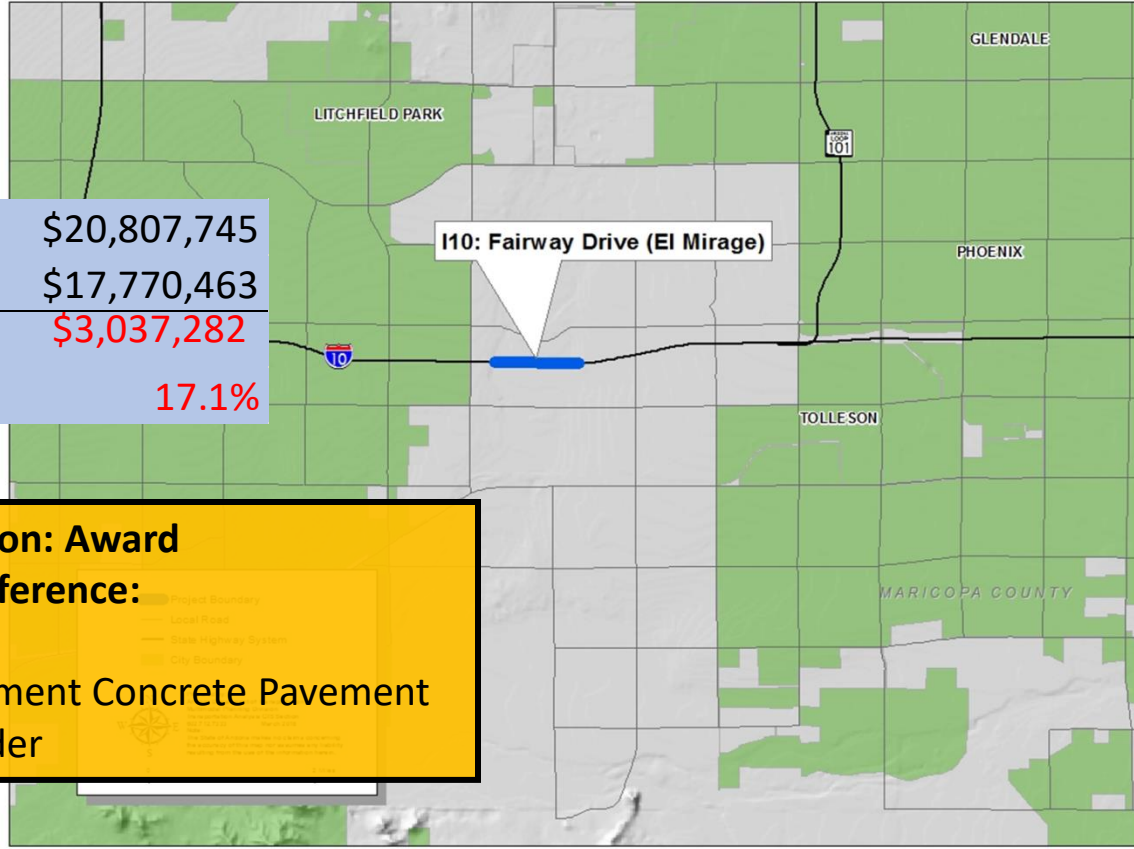 GLENDALE
LITCHFIELD PARK
LOOP
101
$20,807,745
I10: Fairway Drive (El Mirage)
$17,770,463
PHOENIX
$3,037,282
10
17.1%
TOLLESON
on: Award
ference:
MARICOPA COUNTY
Project Boundary
Local Road
State Highway System
City Boundary
ment Concrete Pavement
der